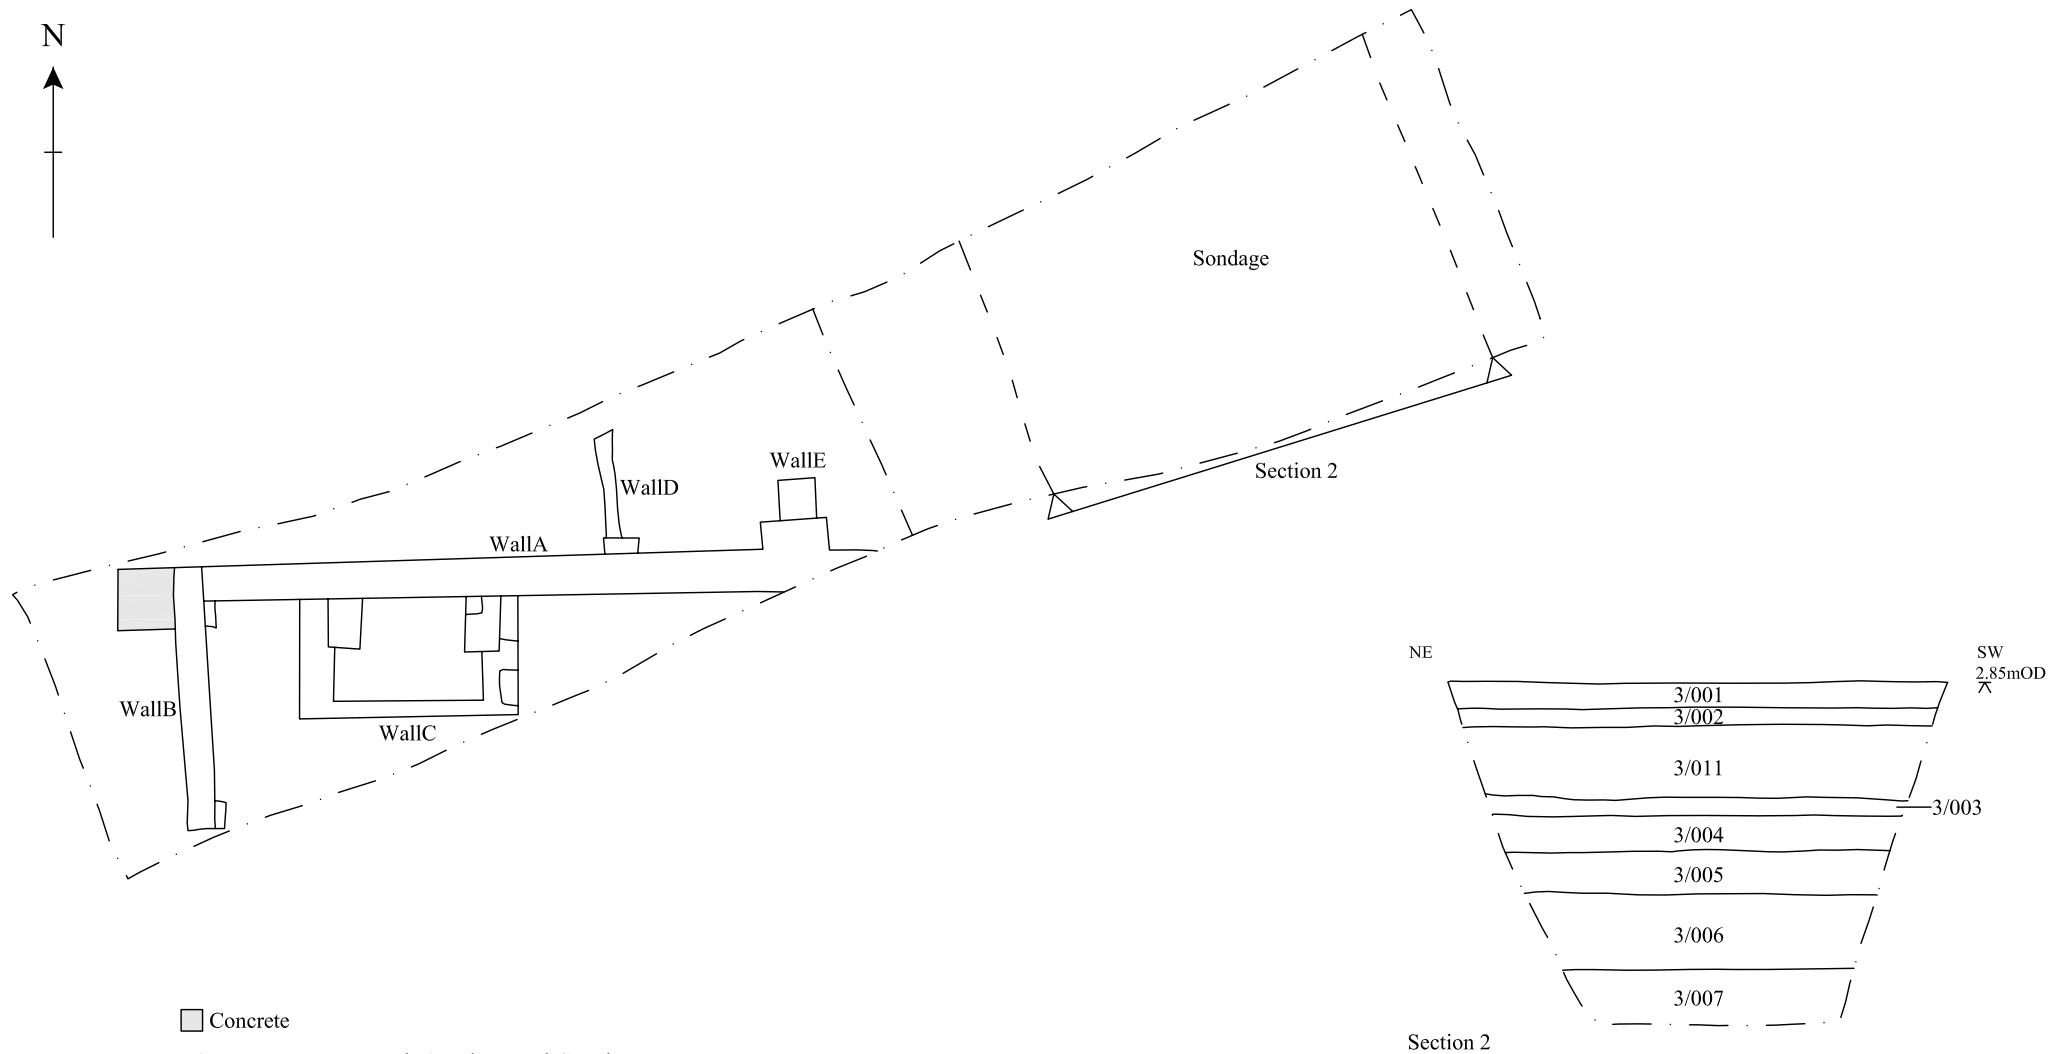 N
Sondage
Section 2
WallE
WallD
WallA
WallB
WallC
Concrete
NE
SW
2.85mOD
3/001
3/002
3/011
3/003
3/004
3/005
3/006
3/007
Section 2